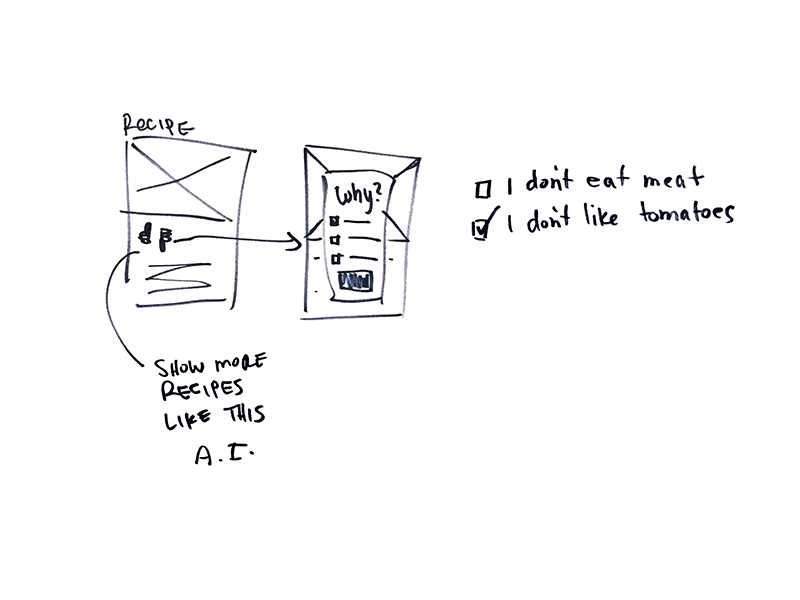 RECIPE
Why?
I don't eat meat
I don't like tomatoes
SHOW MORE
RECIPES
LIKE THIS
A.I.